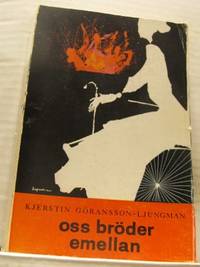 KJERSTIN GÖRANSSON-LJUNGMAN
oss bröder
emellan